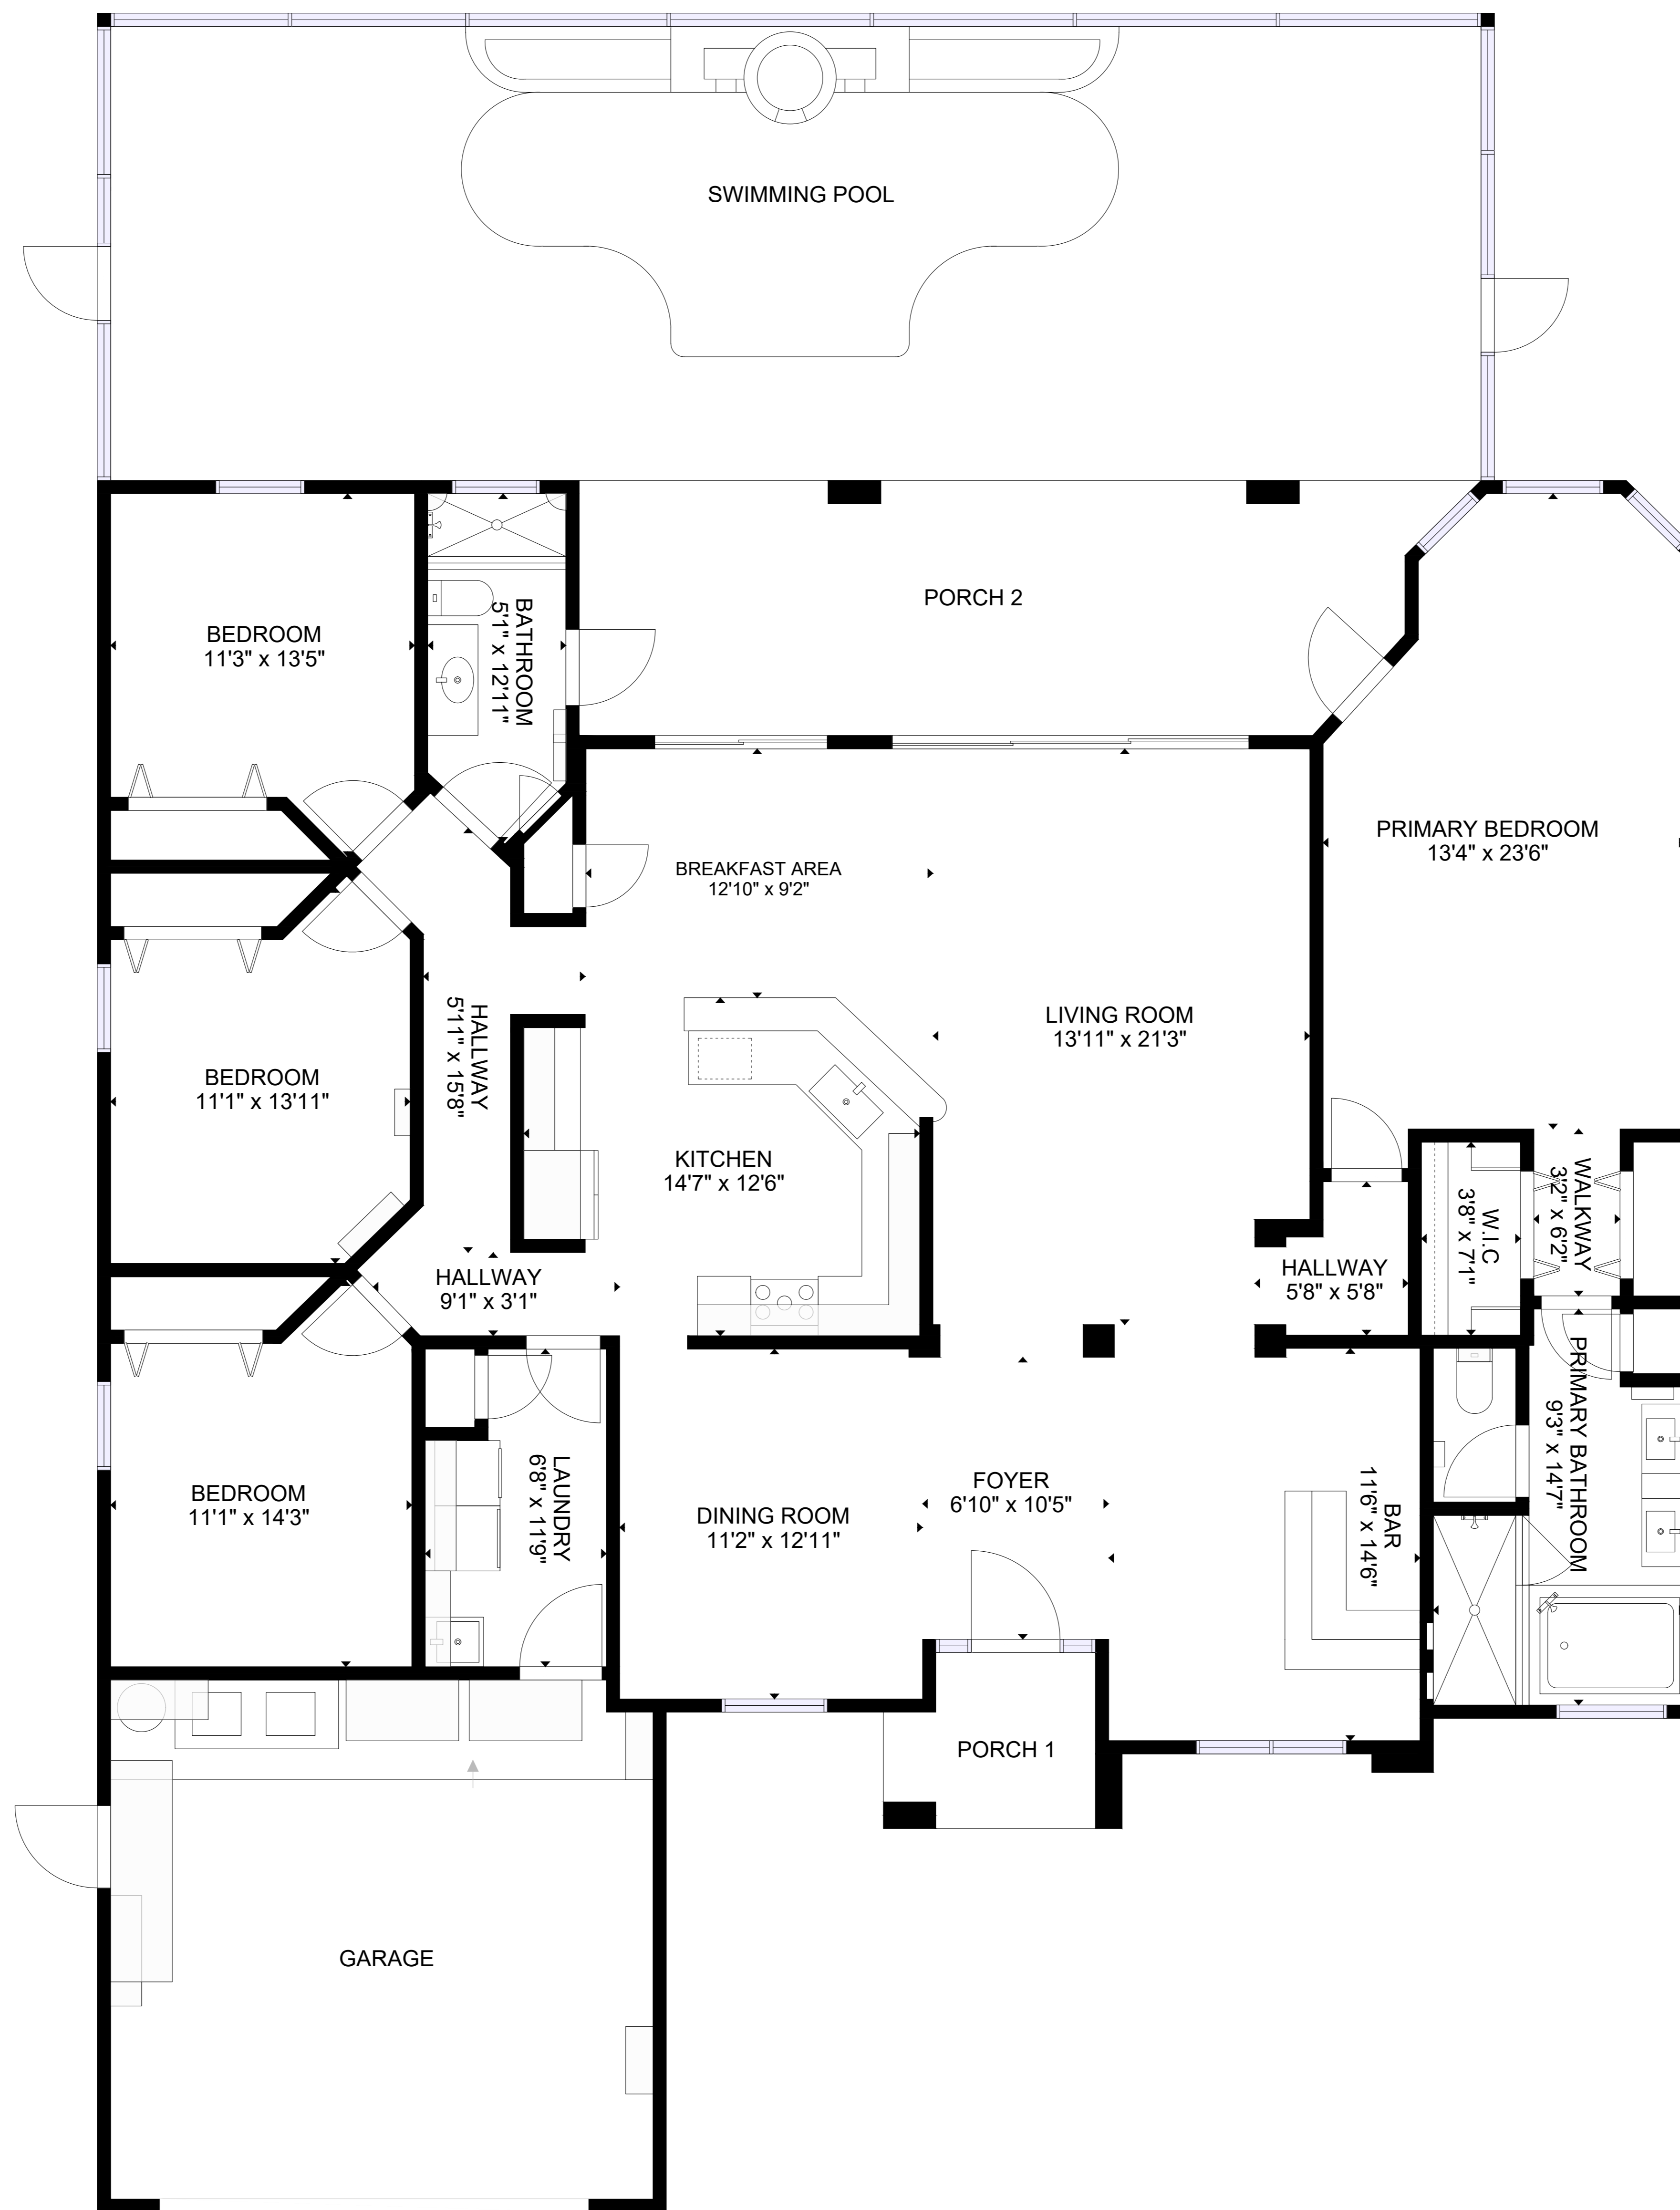 SWIMMING POOL
PORCH 2
BEDROOM
11'3" x 13'5"
BATHROOM
5'1" x 12'11"
PRIMARY BEDROOM
13'4" x 23'6"
BREAKFAST AREA
12'10" x 9'2"
LIVING ROOM
13'11" x 21'3"
HALLWAY
5'11" x 15'8"
BEDROOM
11'1" x 13'11"
KITCHEN
14'7" x 12'6"
WALKWAY
3'2" x 6'2"
W.I.C
3'8" x 7'1"
HALLWAY
9'1" x 3'1"
HALLWAY
5'8" x 5'8"
PRIMARY BATHROOM
9'3" x 14'7"
BEDROOM
11'1" x 14'3"
LAUNDRY
6'8" x 11'9"
DINING ROOM
11'2" x 12'11"
FOYER
6'10" x 10'5"
BAR
11'6" x 14'6"
PORCH 1
GARAGE